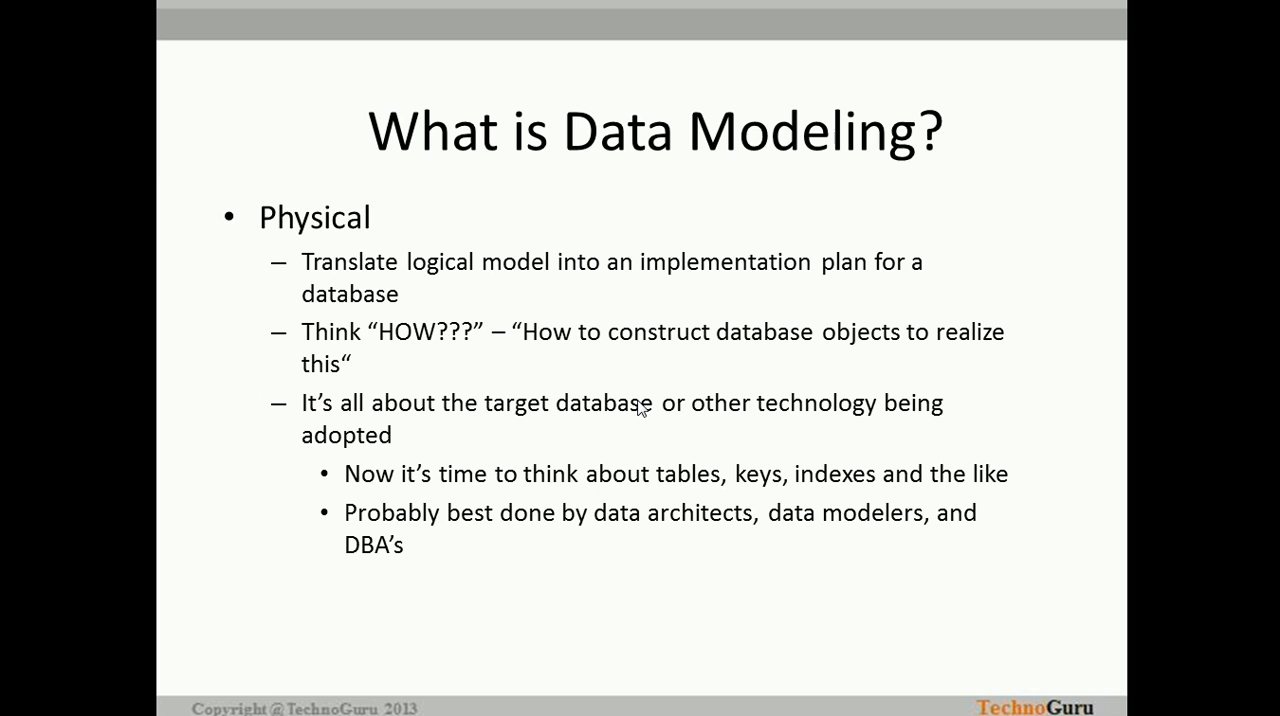 What is Data Modeling?
• Physical
– Translate logical model into an implementation plan for a
database
– Think “HOW???” – “How to construct database objects to realize
this“
– It’s all about the target database or other technology being
adopted
• Now it’s time to think about tables, keys, indexes and the like
• Probably best done by data architects, data modelers, and
DBA’s
Copyright @ TechnoGuru 2013
TechnoGuru